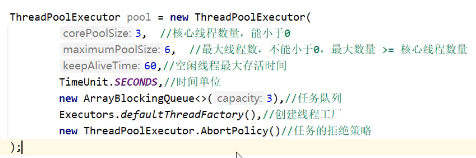 ThreadPoolExecutor pool = new ThreadPoolExecutor(
corePoolSize: 3, //核心线程数量，能小于0
maximumPoolSize: 6, //最大线程数，不能小于0，最大数量 >= 核心线程数量
keepAliveTime: 60,//空闲线程最大存活时间
TimeUnit.SECONDS,//时间单位
new ArrayBlockingQueue<>( capacity: 3),//任务队列
Executors.defaultThreadFactory(),//创建线程工厂
new ThreadPoolExecutor.AbortPolicy()//任务的拒绝策略
);